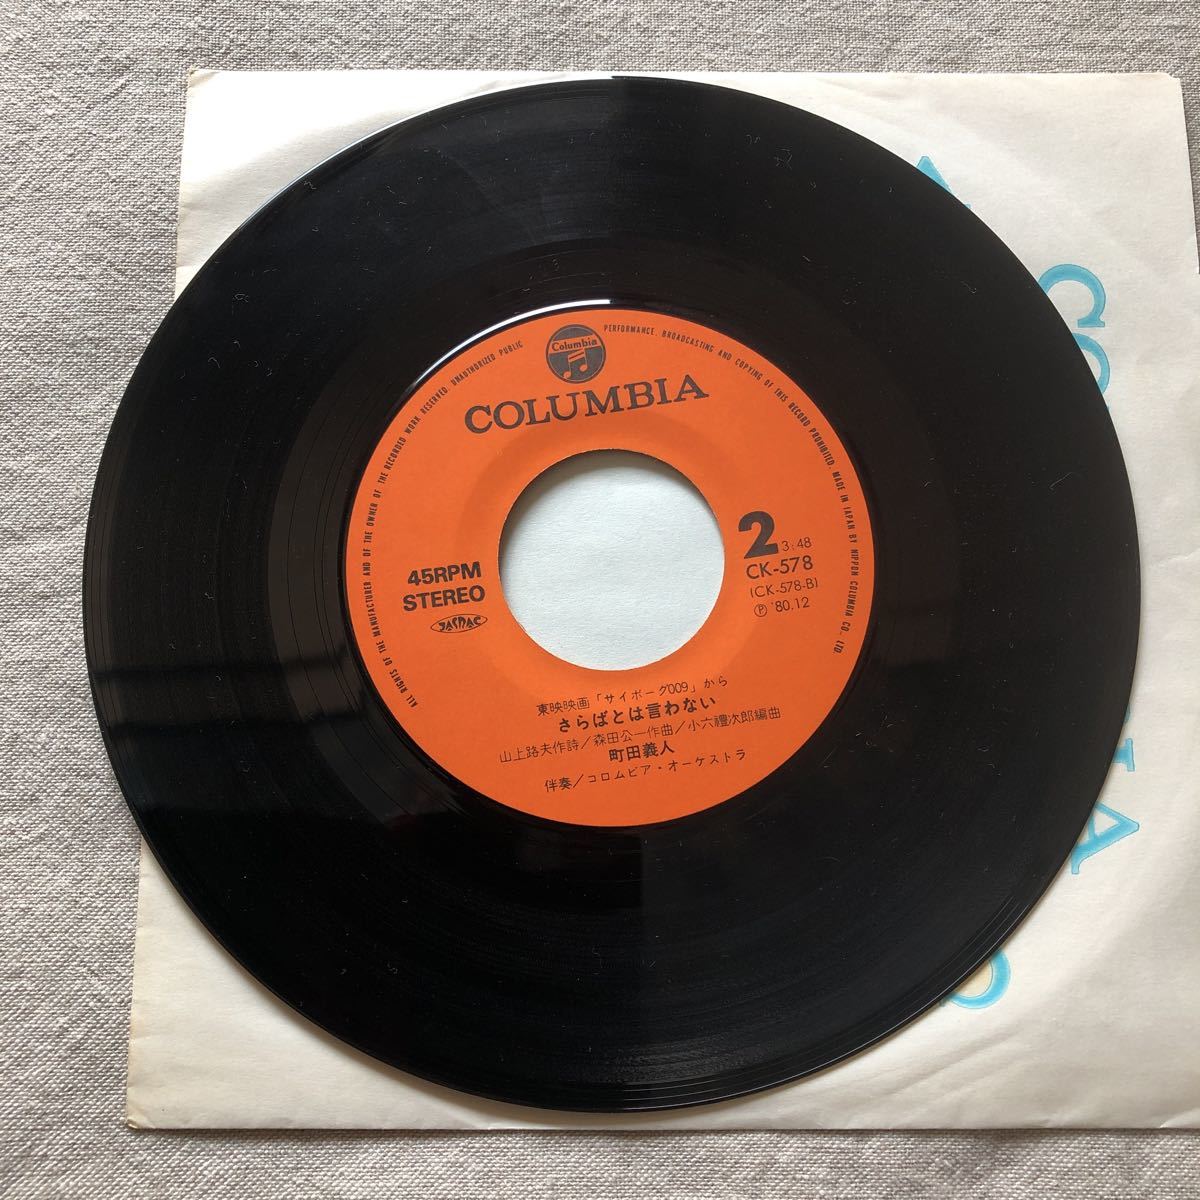 ALL RIGHTS OF THE MANUFACTURER AND OF THE OWNER OF THE RECORDED WORK RESERVED. UNAUTHORIZED PUBLIC PERFORMANCE, BROADCASTING AND COPYING OF THIS RECORD PROHIBITED. MADE IN JAPAN BY NIPPON COLUMBIA CO., LTD
Columbia
COLUMBIA
45RPM
STEREO
JASRAC
2
3:48
CK-578
(CK-578-B)
Ⓟ '80.12
東映映画「サイボーグ009」から
さらばとは言わない
山上路夫作詩/森田公一作曲/小六禮次郎編曲
町田義人
伴奏/コロムビア・オーケストラ